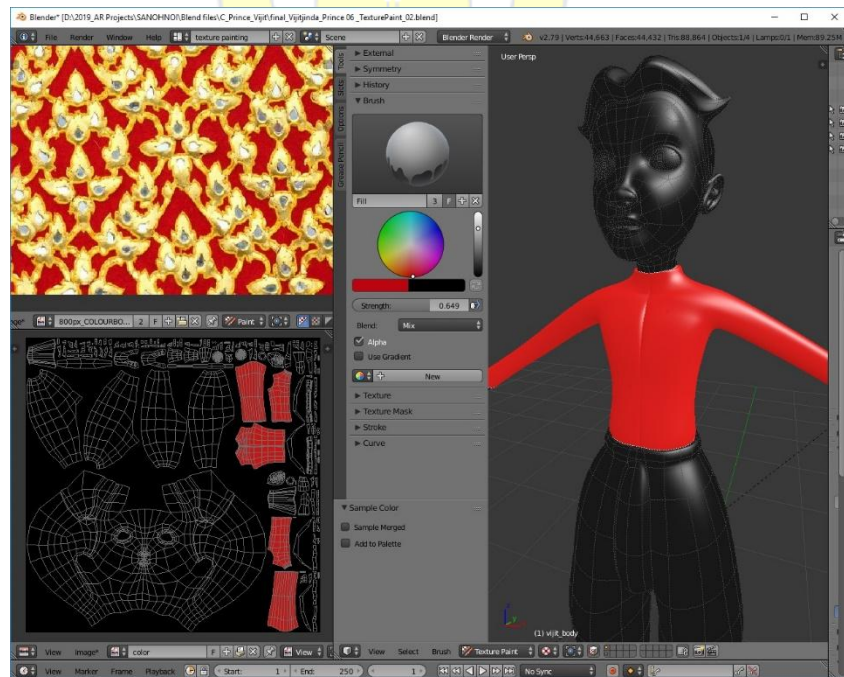 Blender* [D:\2019_AR Projects\SANOHNOI\Blend files\C_Prince_Vijit\final_Vijitjinda_Prince 06 _TexturePaint_02.blend]
File Render Window Help texture painting Scene Blender Render v2.79 | Verts:44,663 | Faces:44,432 | Tris:88,864 | Objects:1/4 | Lamps:0/1 | Mem:89.25M
Tools
Slots
Options
Grease Pencil
External
Symmetry
History
Brush
Fill 3 F
Strength: 0.649
Blend: Mix
Alpha
Use Gradient
New
Texture
Texture Mask
Stroke
Curve
Sample Color
Sample Merged
Add to Palette
User Persp
(1) vijit_body
800px_COLOURBO... 2 F Paint
View Image* color F View
View Select Brush Texture Paint
View Marker Frame Playback Start: 1 End: 250 1 No Sync